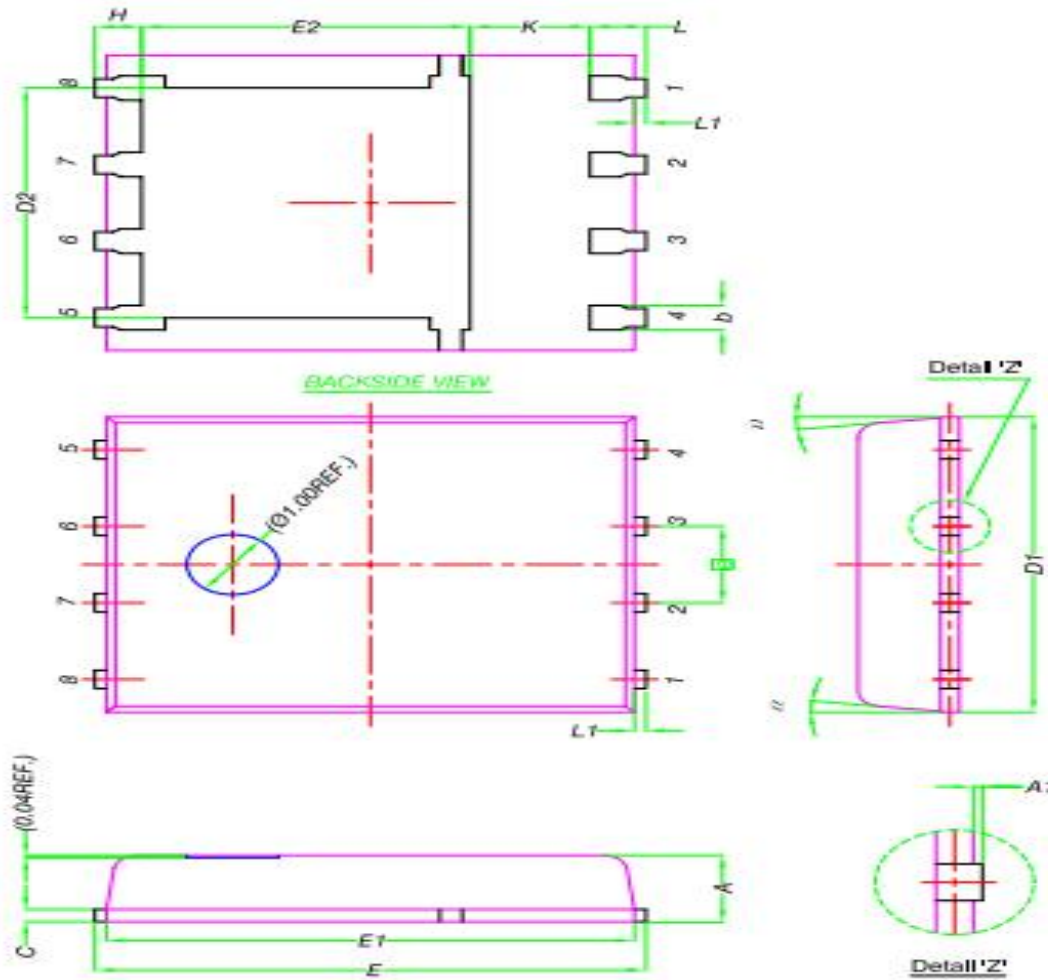 H E2 K L
8 1
L1
7 2
D2
6 3
5 4 b
BACKSIDE VIEW
Detail 'Z'
5 4
(Ø1.00REF.)
6 3
D1
7 2
8 1
L1
(0.04REF.)
A1
A
C
E1
E
Detail 'Z'